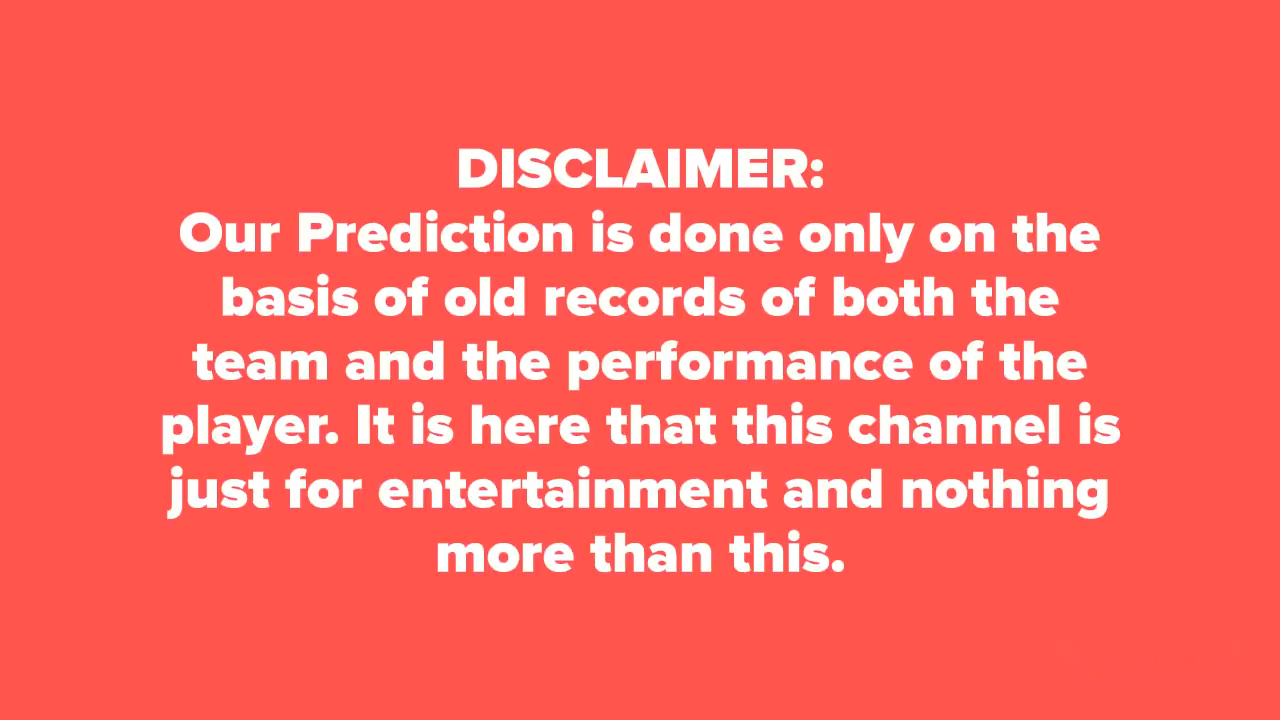 DISCLAIMER:
Our Prediction is done only on the
basis of old records of both the
team and the performance of the
player. It is here that this channel is
just for entertainment and nothing
more than this.